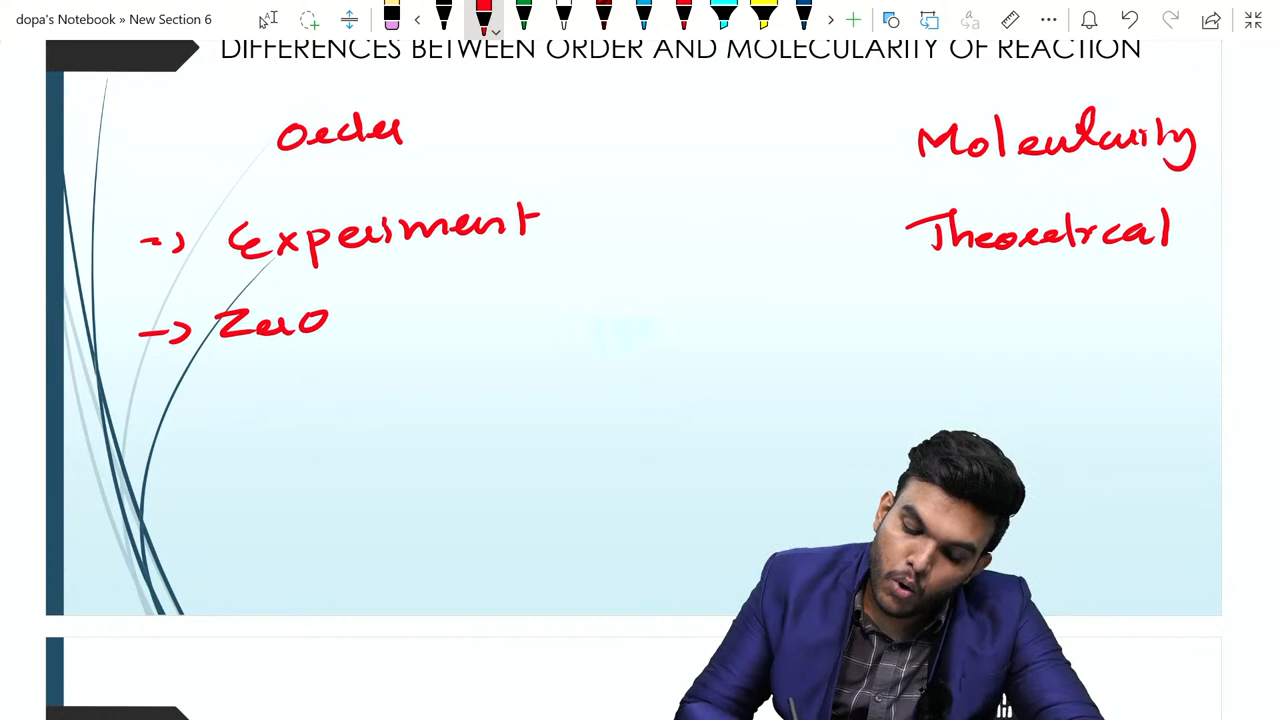 dopa's Notebook » New Section 6
DIFFERENCES BETWEEN ORDER AND MOLECULARITY OF REACTION
Order Molecularity
-> Experiment Theoretical
-> Zero